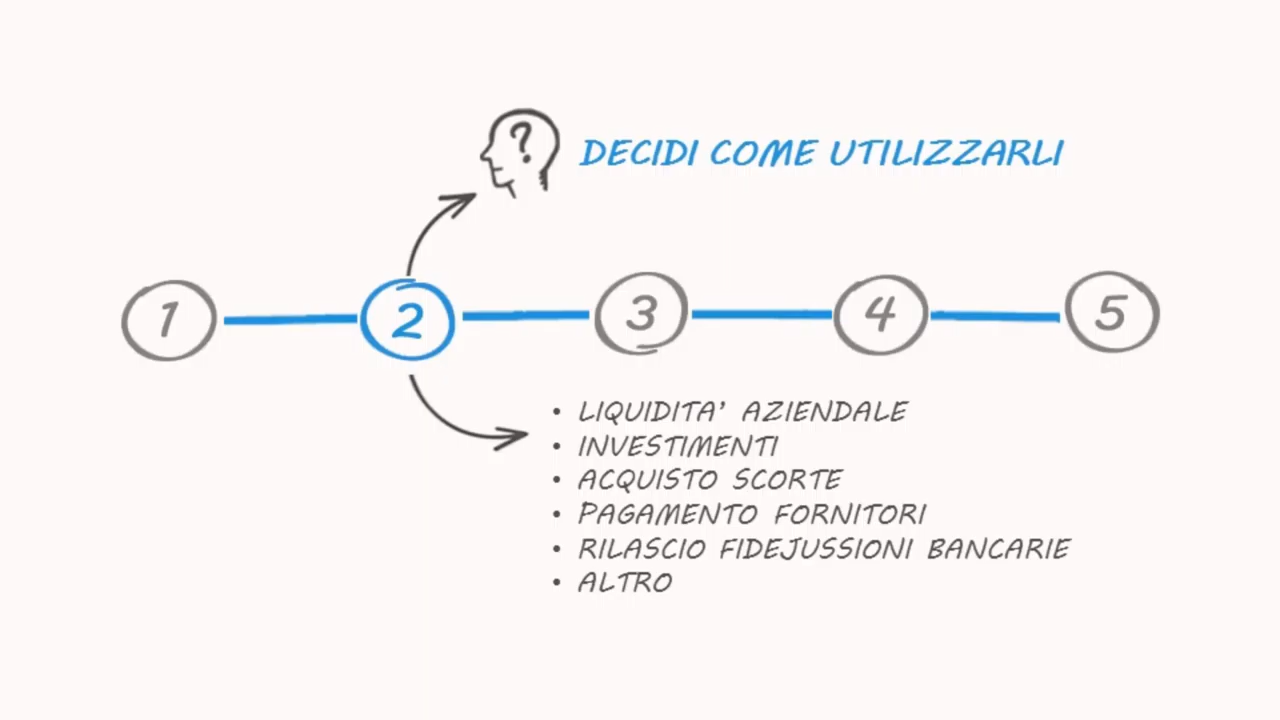 ?
DECIDI COME UTILIZZARLI
1 2 3 4 5
• LIQUIDITA' AZIENDALE
• INVESTIMENTI
• ACQUISTO SCORTE
• PAGAMENTO FORNITORI
• RILASCIO FIDEJUSSIONI BANCARIE
• ALTRO